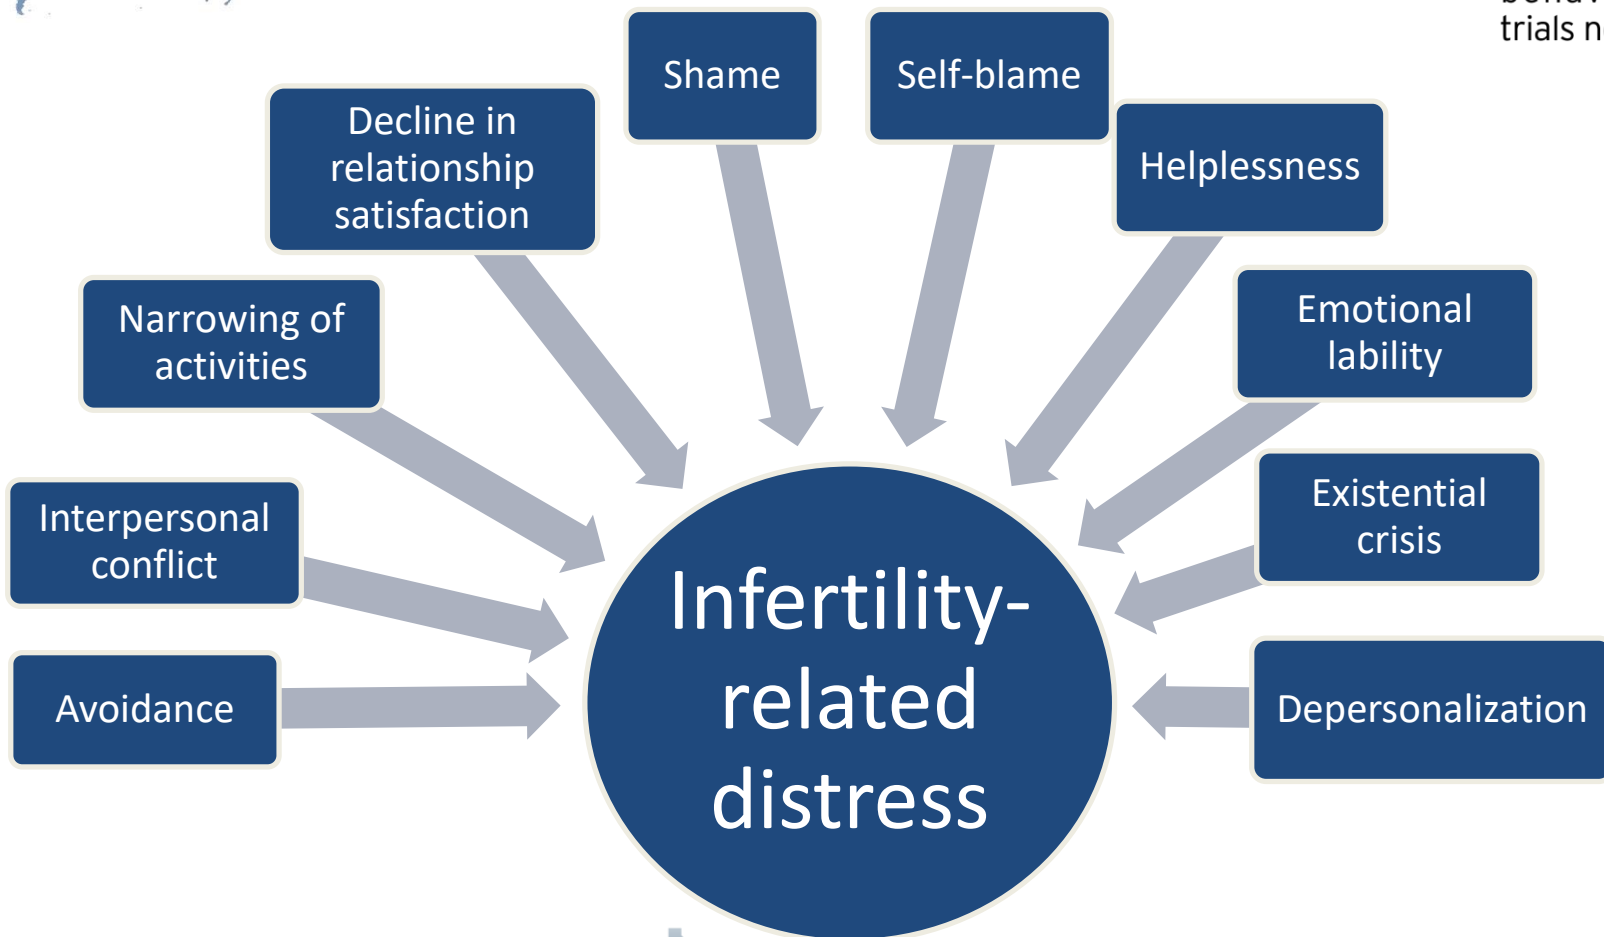 trials
Shame
Self-blame
Decline in
relationship
satisfaction
Helplessness
Narrowing of
activities
Emotional
lability
Interpersonal
conflict
Existential
crisis
Avoidance
Depersonalization
Infertility-
related
distress